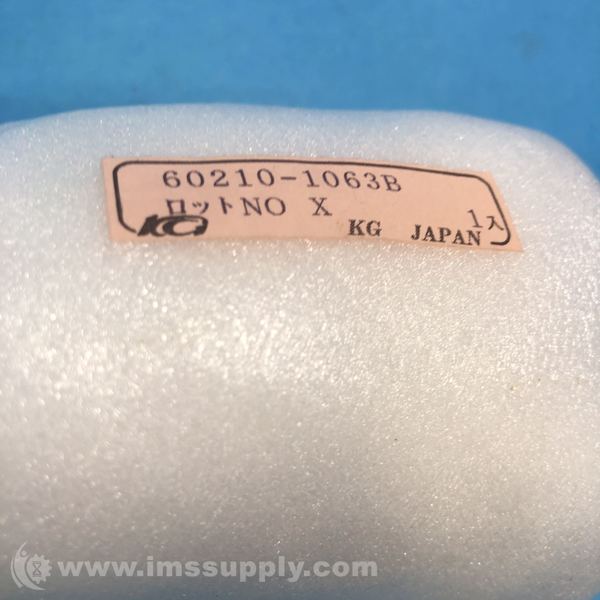 60210-1063B
ロットNO X 1入
KG KG JAPAN
www.imssupply.com